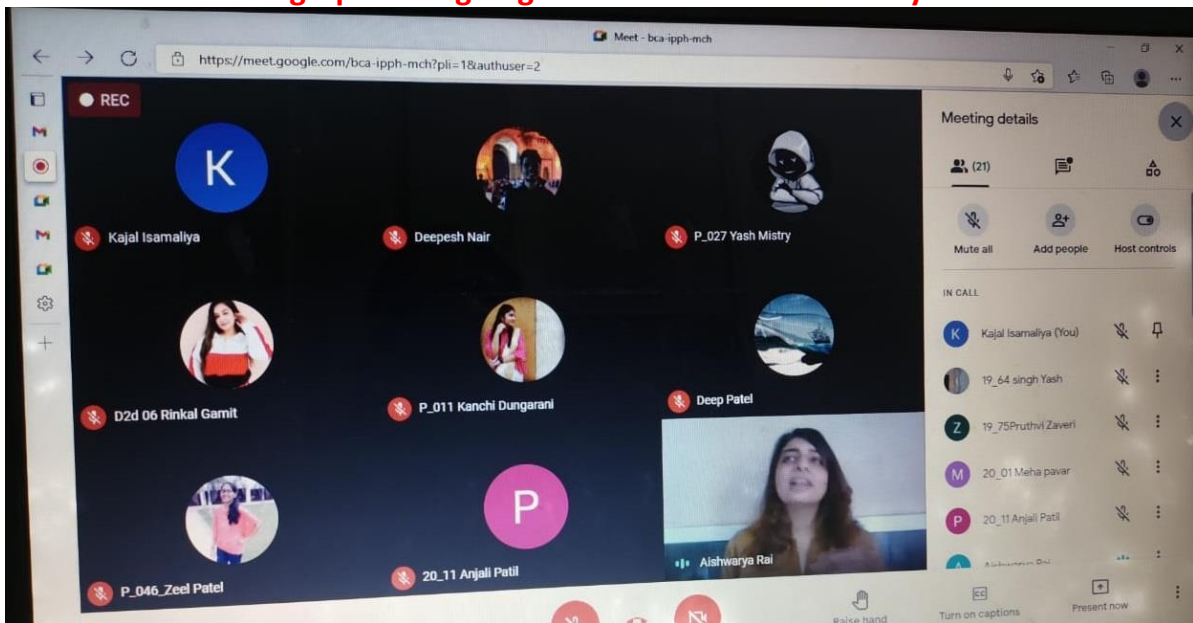 Meet - bca-ipph-mch
https://meet.google.com/bca-ipph-mch?pli=1&authuser=2
REC
Meeting details
(21)
K
Kajal Isamaliya
Deepesh Nair
P_027 Yash Mistry
Mute all
Add people
Host controls
IN CALL
K Kajal Isamaliya (You)
19_64 singh Yash
Z 19_75Pruthvi Zaveri
M 20_01 Meha pavar
P 20_11 Anjali Patil
D2d 06 Rinkal Gamit
P_011 Kanchi Dungarani
Deep Patel
P
P_046_Zeel Patel
20_11 Anjali Patil
Aishwarya Rai
Raise hand
CC
Turn on captions
Present now